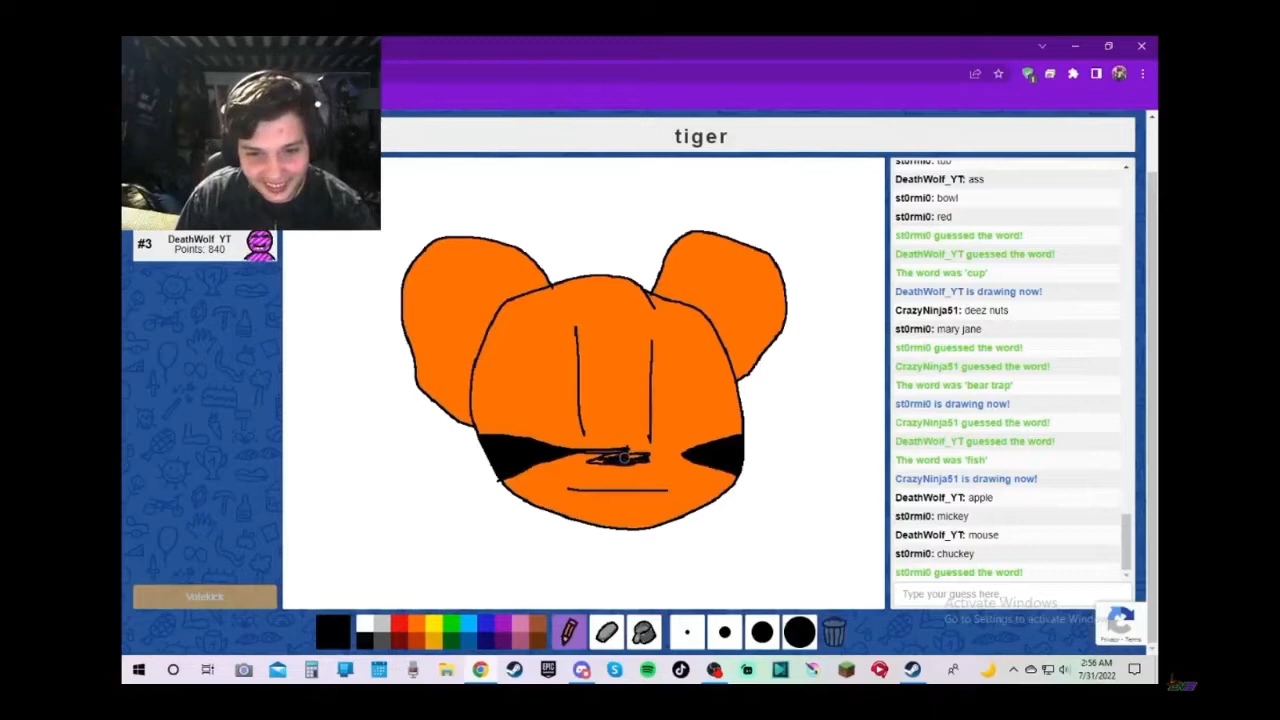 tiger
#3
DeathWolf_YT
Points: 840
DeathWolf_YT: ass
st0rmi0: bowl
st0rmi0: red
st0rmi0 guessed the word!
DeathWolf_YT guessed the word!
The word was 'cup'
DeathWolf_YT is drawing now!
CrazyNinja51: deez nuts
st0rmi0: mary jane
st0rmi0 guessed the word!
CrazyNinja51 guessed the word!
The word was 'bear trap'
st0rmi0 is drawing now!
CrazyNinja51 guessed the word!
DeathWolf_YT guessed the word!
The word was 'fish'
CrazyNinja51 is drawing now!
DeathWolf_YT: apple
st0rmi0: mickey
DeathWolf_YT: mouse
st0rmi0: chuckey
st0rmi0 guessed the word!
Type your guess here...
Activate Windows
Go to Settings to activate Windows
Votekick
Privacy - Terms
EPIC
2:56 AM
7/31/2022